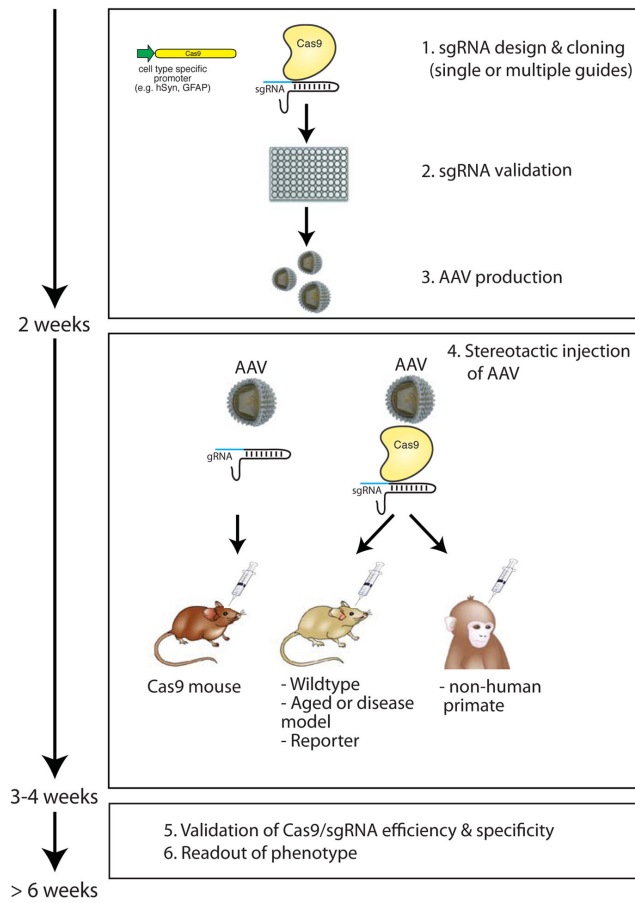 Cas9
cell type specific
promoter
(e.g. hSyn, GFAP)
Cas9
sgRNA
1. sgRNA design & cloning
(single or multiple guides)
2. sgRNA validation
3. AAV production
2 weeks
4. Stereotactic injection
of AAV
AAV
AAV
gRNA
Cas9
sgRNA
Cas9 mouse
- Wildtype
- Aged or disease
model
- Reporter
- non-human
primate
3-4 weeks
5. Validation of Cas9/sgRNA efficiency & specificity
6. Readout of phenotype
> 6 weeks